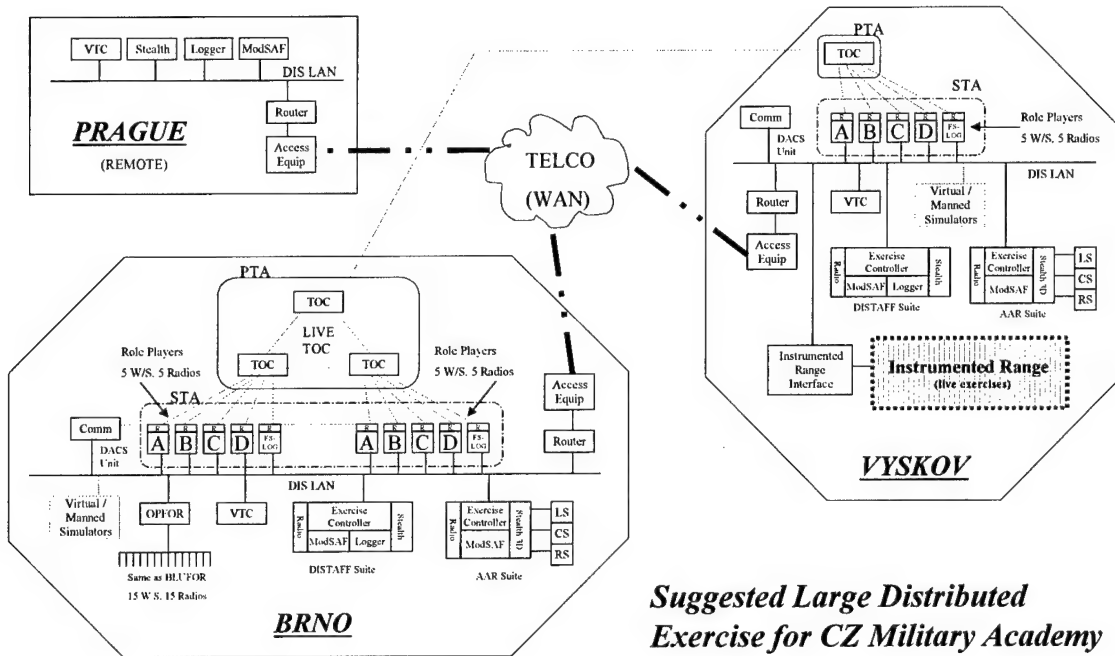 VTC
Stealth
Logger
ModSAF
DIS LAN
Router
Access
Equip
PRAGUE
(REMOTE)
TELCO
(WAN)
PTA
TOC
STA
Comm
DACS
Unit
R
A
R
B
R
C
R
D
R
FS-
LOG
Role Players
5 W/S. 5 Radios
DIS LAN
Router
Access
Equip
VTC
Virtual /
Manned
Simulators
Radio
Exercise
Controller
ModSAF
Logger
Stealth
DISTAFF Suite
Radio
Exercise
Controller
ModSAF
Stealth 3D
LS
CS
RS
AAR Suite
Instrumented
Range
Interface
Instrumented Range
(live exercises)
VYSKOV
PTA
TOC
LIVE
TOC
TOC
TOC
Role Players
5 W/S. 5 Radios
Role Players
5 W/S. 5 Radios
STA
Comm
DACS
Unit
R
A
R
B
R
C
R
D
R
FS-
LOG
R
A
R
B
R
C
R
D
R
FS-
LOG
Access
Equip
Router
DIS LAN
Virtual /
Manned
Simulators
OPFOR
VTC
Same as BLUFOR
15 W S. 15 Radios
Radio
Exercise
Controller
ModSAF
Logger
Stealth
DISTAFF Suite
Radio
Exercise
Controller
ModSAF
Stealth 3D
LS
CS
RS
AAR Suite
BRNO
Suggested Large Distributed
Exercise for CZ Military Academy